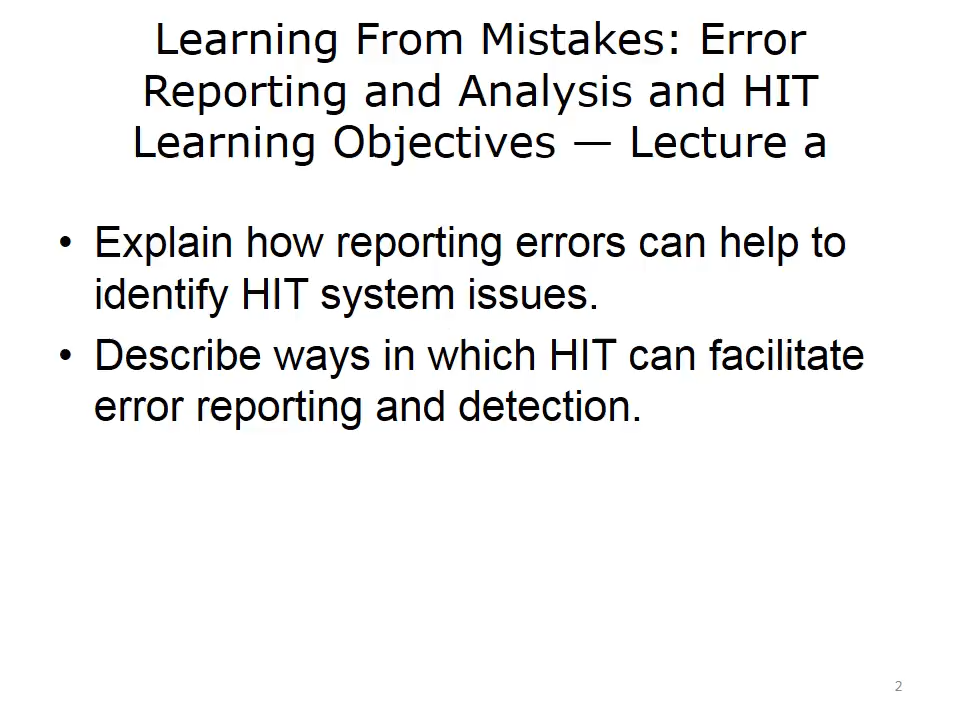 Learning From Mistakes: Error
Reporting and Analysis and HIT
Learning Objectives — Lecture a
• Explain how reporting errors can help to
identify HIT system issues.
• Describe ways in which HIT can facilitate
error reporting and detection.
2